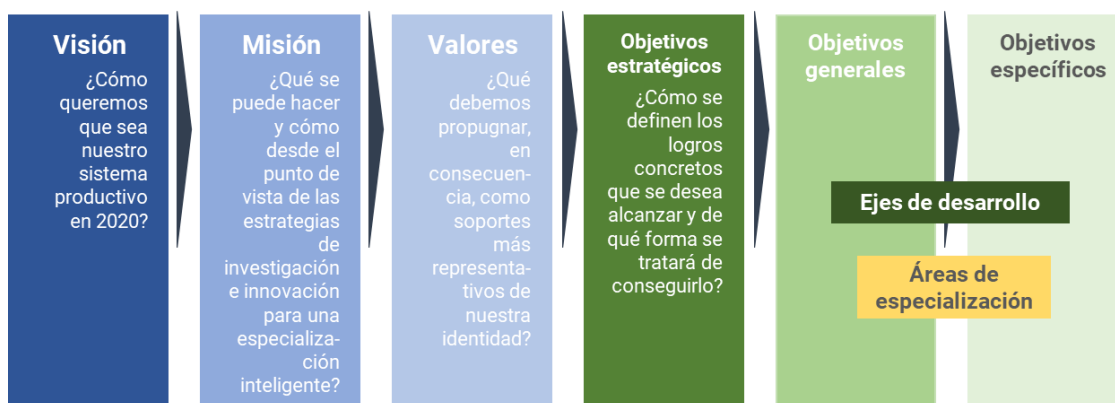 Visión
¿Cómo
queremos
que sea
nuestro
sistema
productivo
en 2020?
Misión
¿Qué se
puede hacer
y cómo
desde el
punto de
vista de las
estrategias
de
investigación
e innovación
para una
especializa-
ción
inteligente?
Valores
¿Qué
debemos
propugnar,
en
consecuen-
cia, como
soportes
más
representa-
tivos de
nuestra
identidad?
Objetivos
estratégicos
¿Cómo se
definen los
logros
concretos
que se desea
alcanzar y de
qué forma se
tratará de
conseguirlo?
Objetivos
generales
Objetivos
específicos
Ejes de desarrollo
Áreas de
especialización